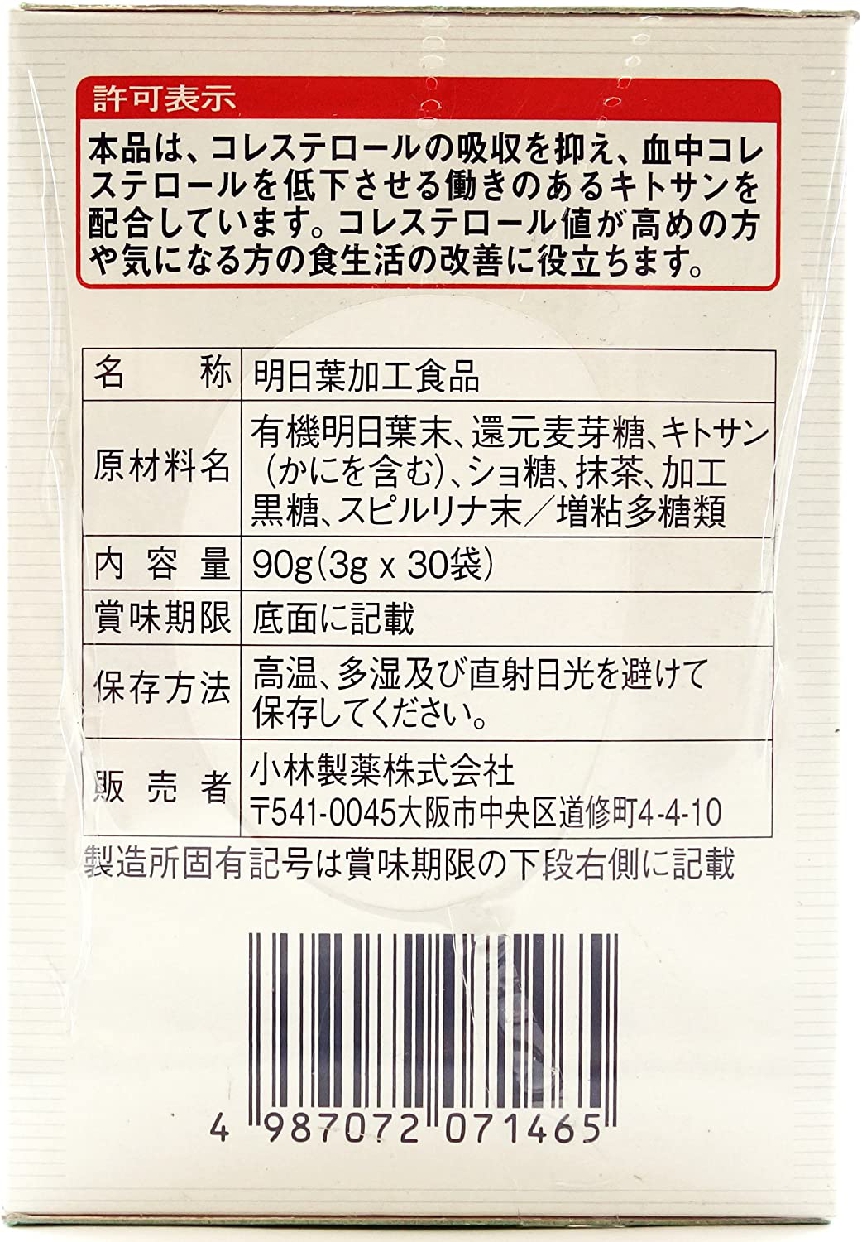 許可表示
本品は、コレステロールの吸収を抑え、血中コレ
ステロールを低下させる働きのあるキトサンを
配合しています。コレステロール値が高めの方
や気になる方の食生活の改善に役立ちます。
名称 明日葉加工食品
原材料名 有機明日葉末、還元麦芽糖、キトサン
(かにを含む)、ショ糖、抹茶、加工
黒糖、スピルリナ末/増粘多糖類
内容量 90g(3g x 30袋)
賞味期限 底面に記載
保存方法 高温、多湿及び直射日光を避けて
保存してください。
販売者 小林製薬株式会社
〒541-0045大阪市中央区道修町4-4-10
製造所固有記号は賞味期限の下段右側に記載
4 987072 071465